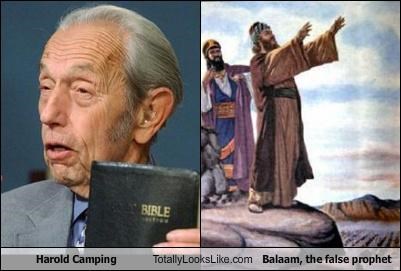 BIBLE
Harold Camping
TotallyLooksLike.com
Balaam, the false prophet